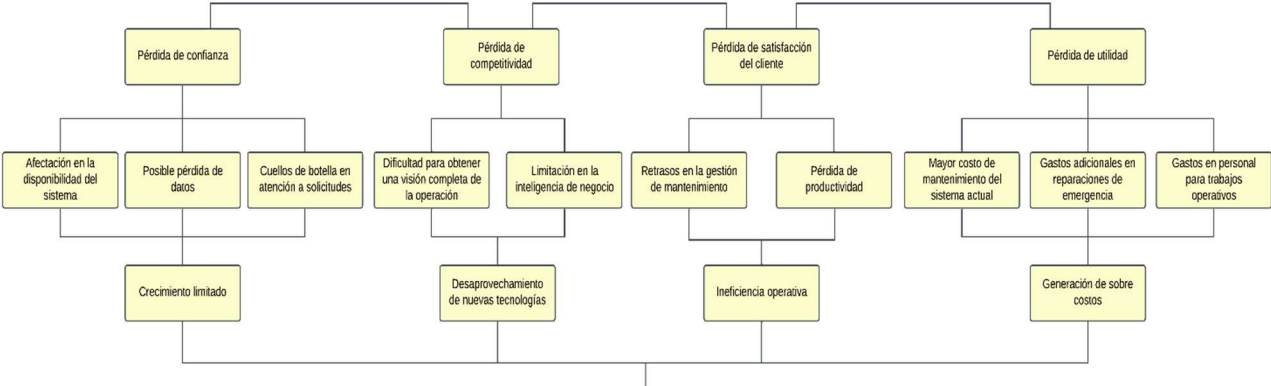 Pérdida de confianza
Pérdida de
competitividad
Pérdida de satisfacción
del cliente
Pérdida de utilidad
Afectación en la
disponibilidad del
sistema
Posible pérdida de
datos
Cuellos de botella en
atención a solicitudes
Dificultad para obtener
una visión completa de
la operación
Limitación en la
inteligencia de negocio
Retrasos en la gestión
de mantenimiento
Pérdida de
productividad
Mayor costo de
mantenimiento del
sistema actual
Gastos adicionales en
reparaciones de
emergencia
Gastos en personal
para trabajos
operativos
Crecimiento limitado
Desaprovechamiento
de nuevas tecnologías
Ineficiencia operativa
Generación de sobre
costos